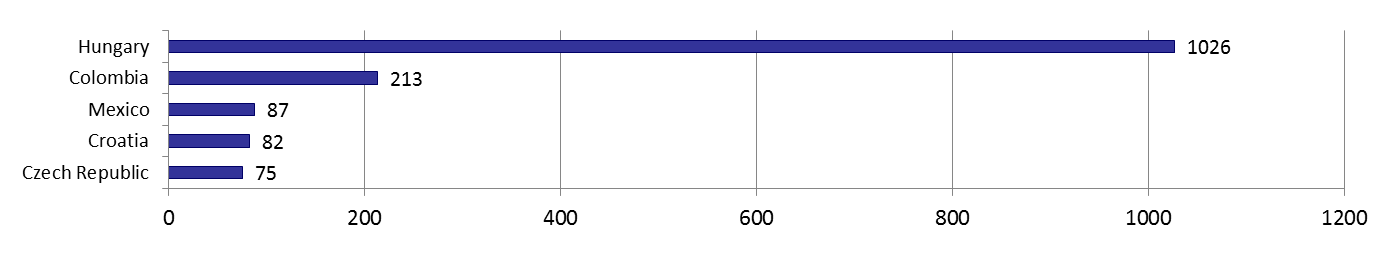 Hungary 1026
Colombia 213
Mexico 87
Croatia 82
Czech Republic 75
0 200 400 600 800 1000 1200